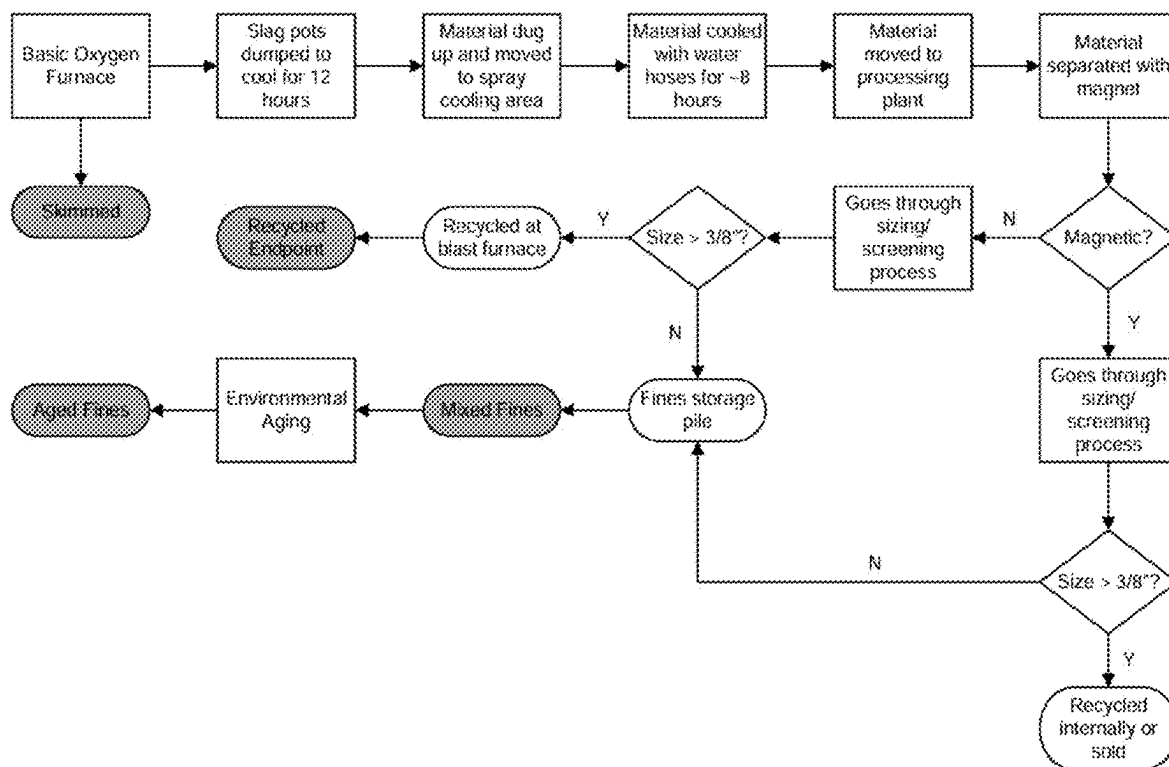 Basic Oxygen
Furnace
Slag pots
dumped to
cool for 12
hours
Material dug
up and moved
to spray
cooling area
Material cooled
with water
hoses for ~8
hours
Material
moved to
processing
plant
Material
separated with
magnet
Skimmed
Recycled
Endpoint
Recycled at
blast furnace
Y
Size > 3/8"?
Goes through
sizing/
screening
process
N
Magnetic?
N
Y
Aged Fines
Environmental
Aging
Mixed Fines
Fines storage
pile
Goes through
sizing/
screening
process
N
Size > 3/8"?
Y
Recycled
internally or
sold